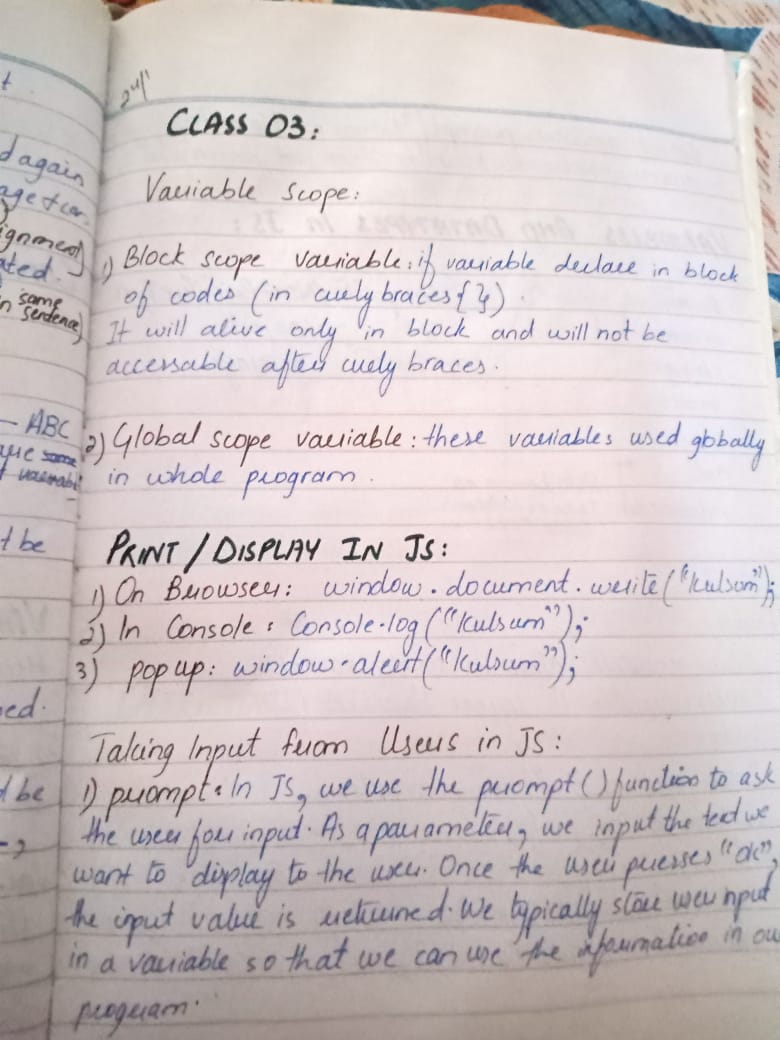 24/1
CLASS 03:
Variable Scope:
1) Block scope variable: if variable declare in block
of codes (in curly braces { }).
It will alive only in block and will not be
accessable after curly braces.
2) Global scope variable: these variables used globally
in whole program.
PRINT / DISPLAY IN JS:
1) On Browser: window.document.write("Kulsum");
2) In Console: Console.log("Kulsum");
3) pop up: window.alert("Kulsum");
Taking Input from Users in JS:
1) prompt: In JS, we use the prompt() function to ask
the user for input. As a parameter, we input the text we
want to display to the user. Once the user presses "ok",
the input value is returned. We typically store user input
in a variable so that we can use the information in ou
program.
t
d again
ated.
in same
sentence)
- ABC
que some
t be
ed.
d be